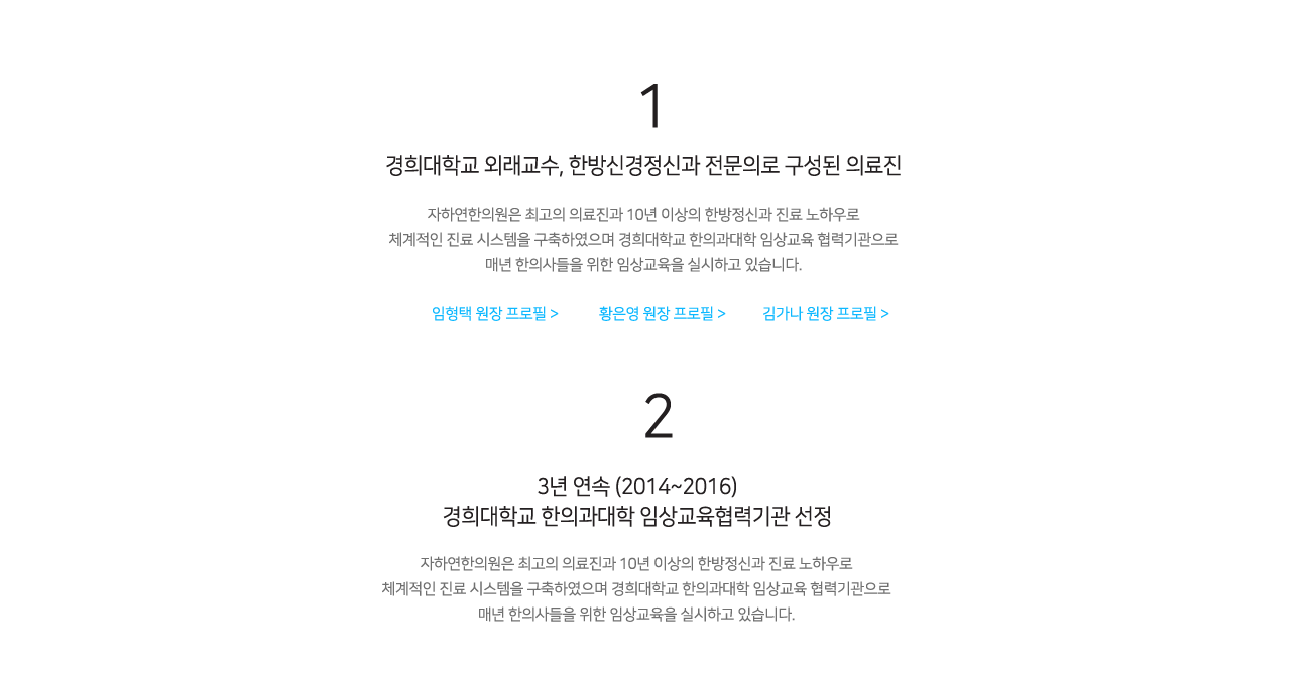 1
경희대학교 외래교수, 한방신경정신과 전문의로 구성된 의료진
자하연한의원은 최고의 의료진과 10년 이상의 한방정신과 진료 노하우로
체계적인 진료 시스템을 구축하였으며 경희대학교 한의과대학 임상교육 협력기관으로
매년 한의사들을 위한 임상교육을 실시하고 있습니다.
임형택 원장 프로필 > 황은영 원장 프로필 > 김가나 원장 프로필 >
2
3년 연속 (2014~2016)
경희대학교 한의과대학 임상교육협력기관 선정
자하연한의원은 최고의 의료진과 10년 이상의 한방정신과 진료 노하우로
체계적인 진료 시스템을 구축하였으며 경희대학교 한의과대학 임상교육 협력기관으로
매년 한의사들을 위한 임상교육을 실시하고 있습니다.